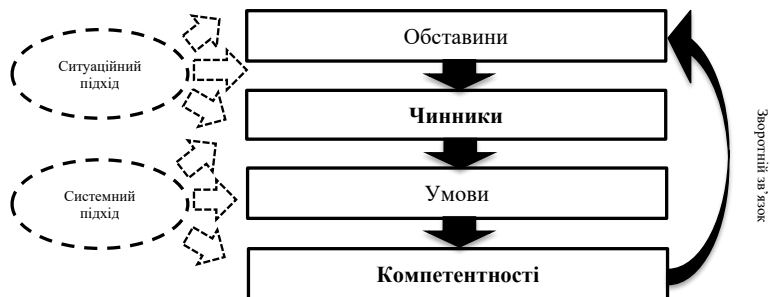 Обставини
Ситуаційний
підхід
Чинники
Умови
Системний
підхід
Компетентності
Зворотній зв’язок